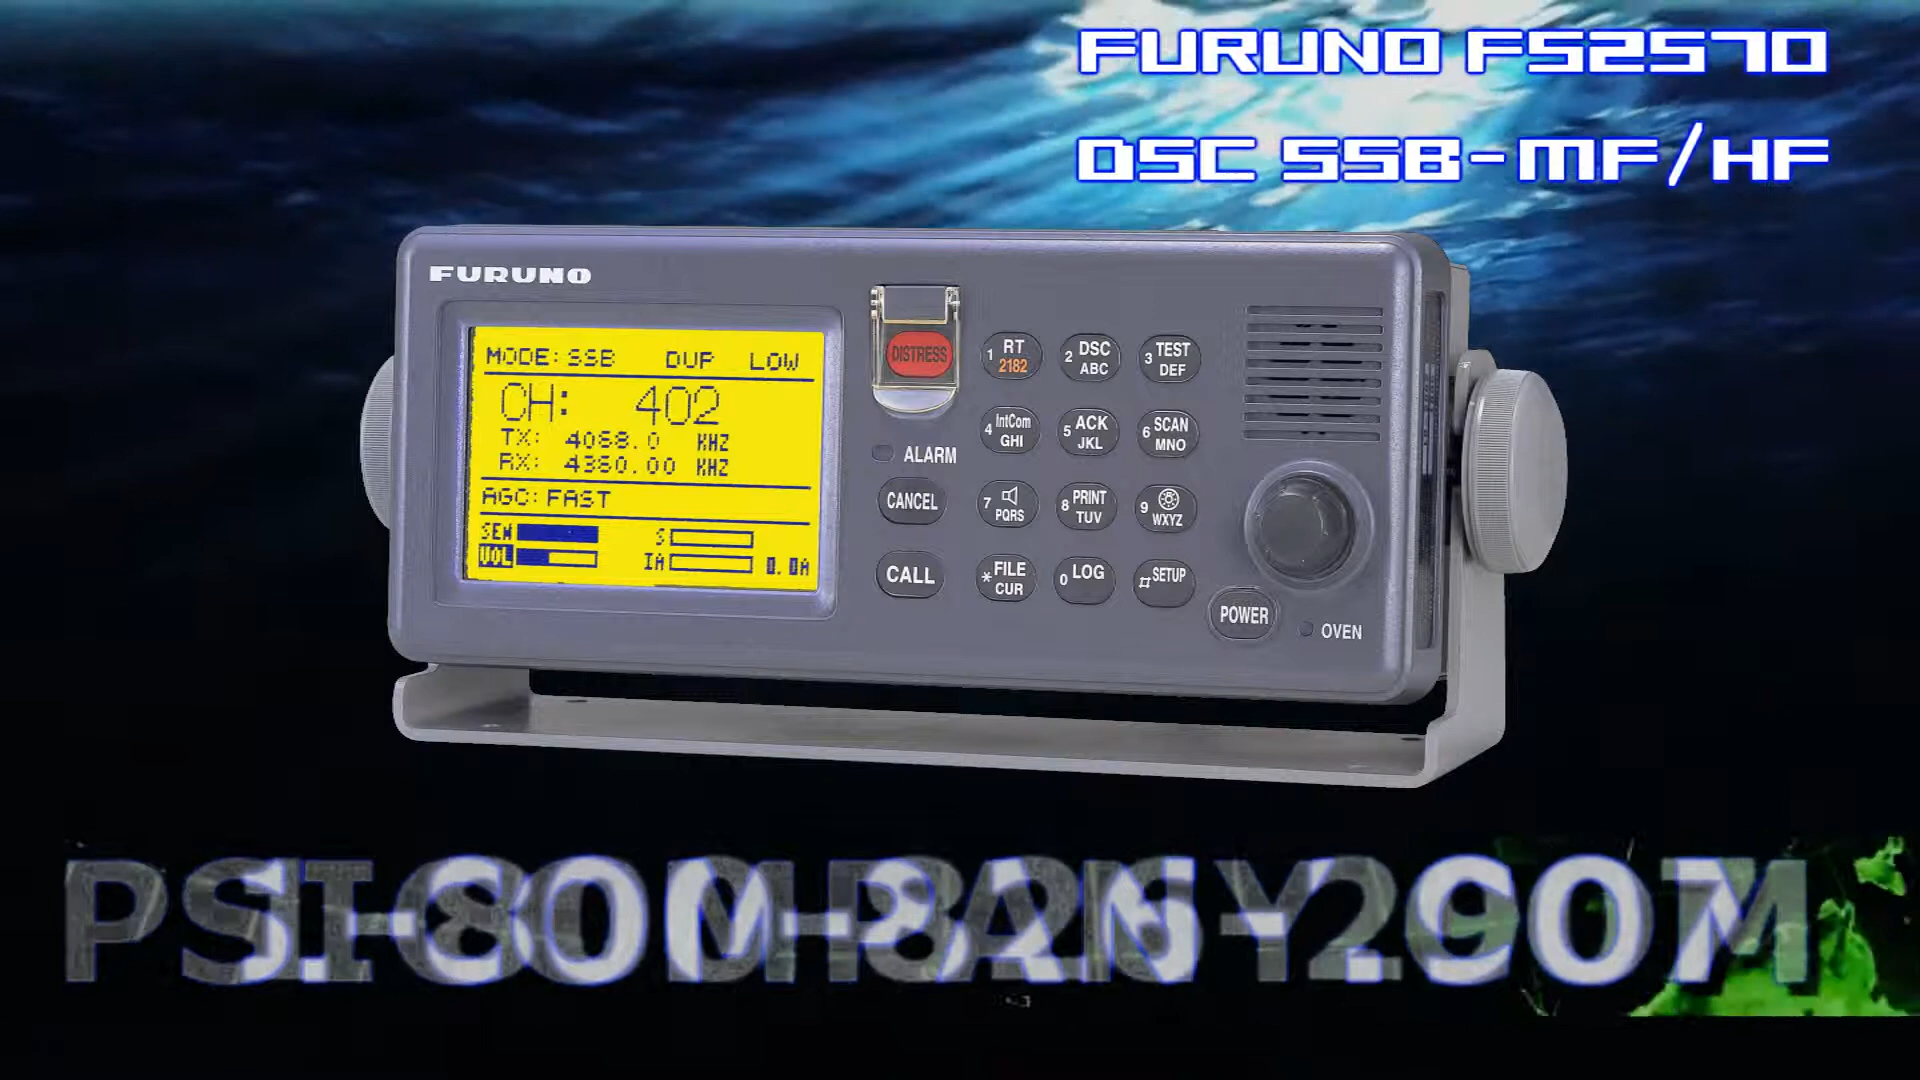 FURUNO FS2570
DSC SSB-MF/HF
FURUNO
MODE: SSB DUP LOW
CH: 402
TX: 4068.0 KHZ
RX: 4360.00 KHZ
AGC: FAST
SEN S
VOL IA 0.0A
DISTRESS
ALARM
CANCEL
CALL
1 RT 2182
2 DSC ABC
3 TEST DEF
4 IntCom GHI
5 ACK JKL
6 SCAN MNO
7 PQRS
8 PRINT TUV
9 WXYZ
* FILE CUR
0 LOG
# SETUP
POWER
OVEN
PSI-COMPANY.COM